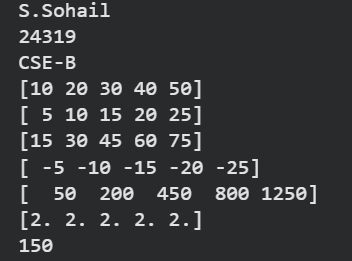 S.Sohail
24319
CSE-B
[10 20 30 40 50]
[ 5 10 15 20 25]
[15 30 45 60 75]
[ -5 -10 -15 -20 -25]
[  50  200  450  800 1250]
[2. 2. 2. 2. 2.]
150